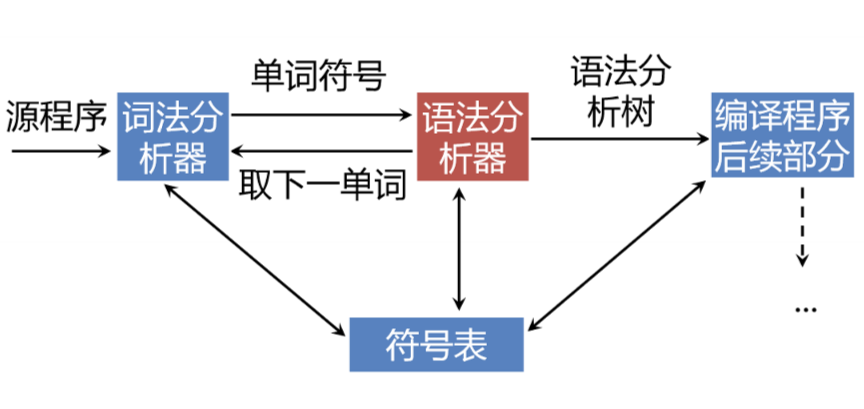 源程序
词法分
析器
单词符号
取下一单词
语法分
析器
语法分
析树
编译程序
后续部分
...
符号表